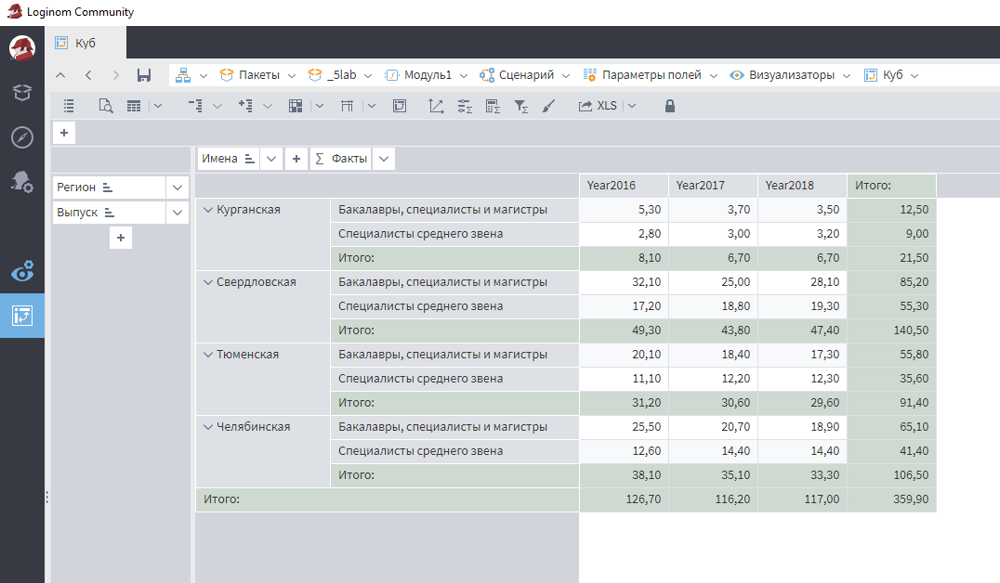 Loginom Community
Куб
Пакеты _5lab Модуль1 Сценарий Параметры полей Визуализаторы Куб
XLS
+
Имена + Σ Факты
Регион
Выпуск
+
Year2016 Year2017 Year2018 Итого:
Курганская Бакалавры, специалисты и магистры 5,30 3,70 3,50 12,50
Специалисты среднего звена 2,80 3,00 3,20 9,00
Итого: 8,10 6,70 6,70 21,50
Свердловская Бакалавры, специалисты и магистры 32,10 25,00 28,10 85,20
Специалисты среднего звена 17,20 18,80 19,30 55,30
Итого: 49,30 43,80 47,40 140,50
Тюменская Бакалавры, специалисты и магистры 20,10 18,40 17,30 55,80
Специалисты среднего звена 11,10 12,20 12,30 35,60
Итого: 31,20 30,60 29,60 91,40
Челябинская Бакалавры, специалисты и магистры 25,50 20,70 18,90 65,10
Специалисты среднего звена 12,60 14,40 14,40 41,40
Итого: 38,10 35,10 33,30 106,50
Итого: 126,70 116,20 117,00 359,90